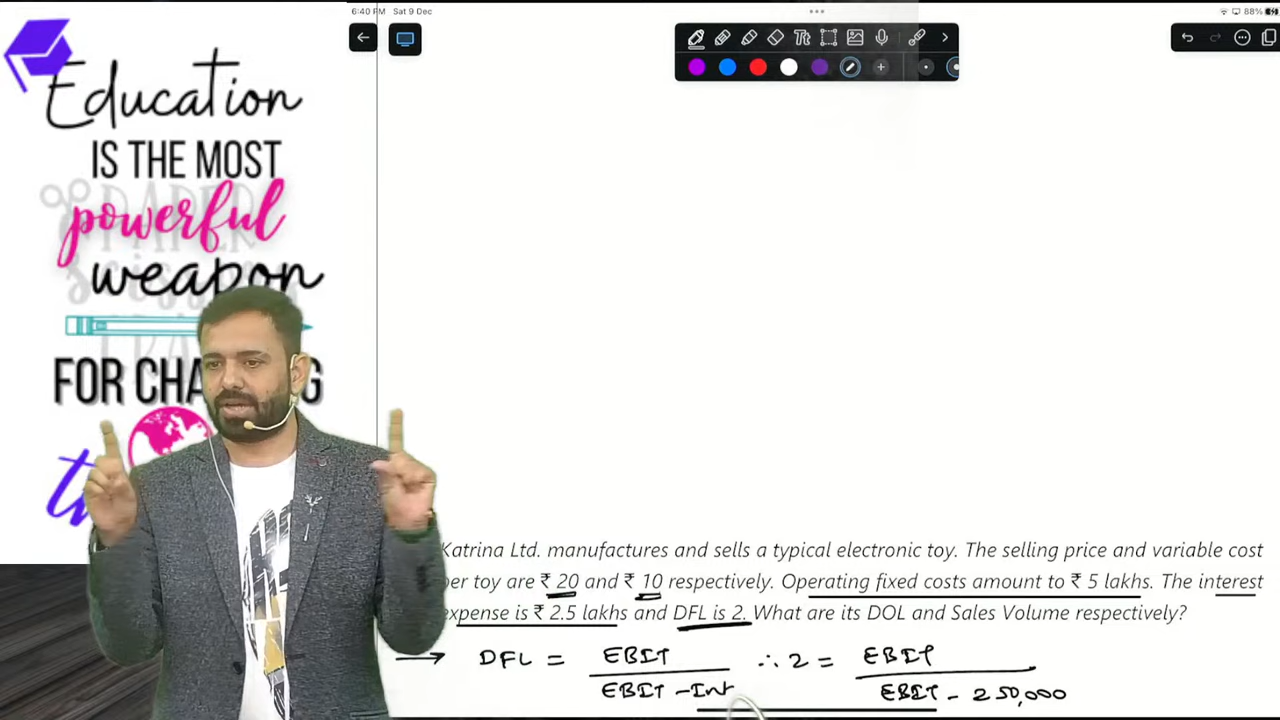 6:40 PM Sat 9 Dec
88%
Education
IS THE MOST
powerful
weapon
FOR CHA G
Tt
Katrina Ltd. manufactures and sells a typical electronic toy. The selling price and variable cost
per toy are ₹ 20 and ₹ 10 respectively. Operating fixed costs amount to ₹ 5 lakhs. The interest
expense is ₹ 2.5 lakhs and DFL is 2. What are its DOL and Sales Volume respectively?
→ DFL = EBIT ∴ 2 = EBIT
EBIT - Int EBIT - 250,000